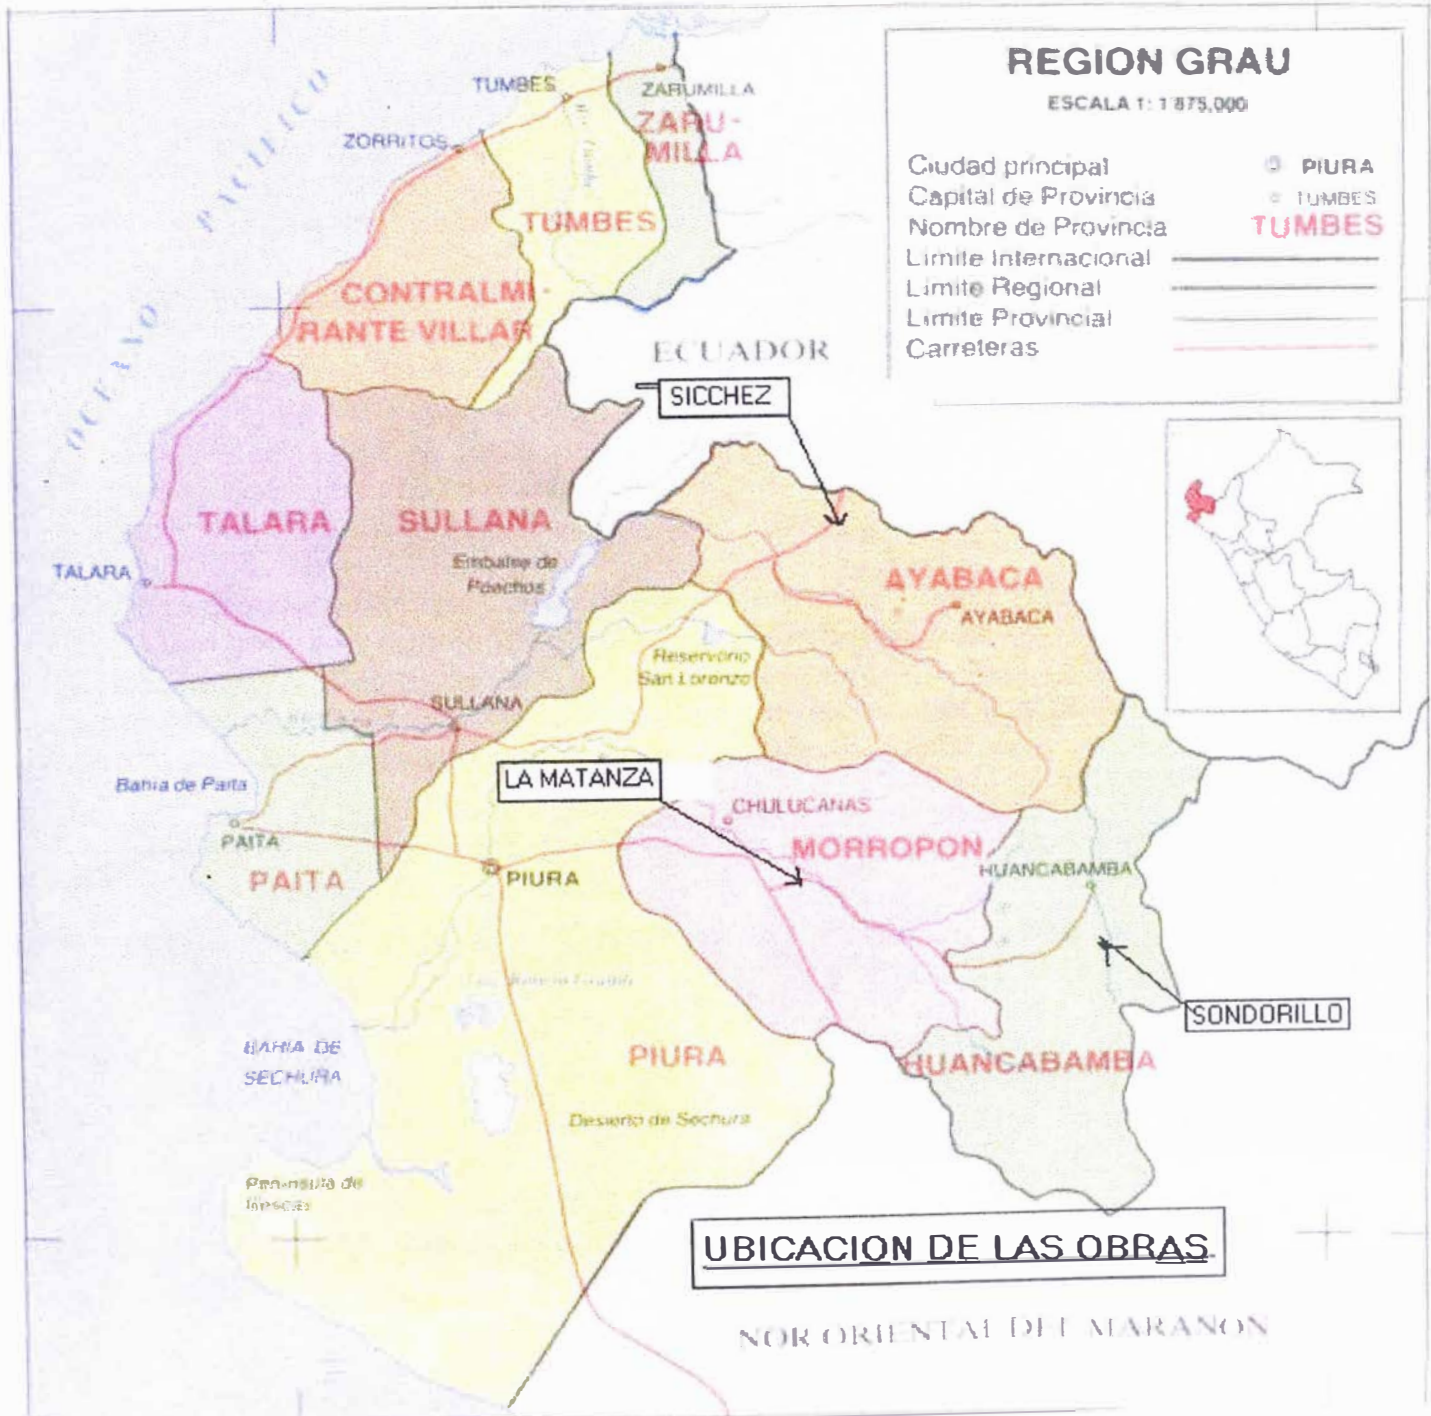 REGION GRAU
ESCALA 1: 1'875,000
Ciudad principal PIURA
Capital de Provincia TUMBES
Nombre de Provincia TUMBES
Limite Internacional
Limite Regional
Limite Provincial
Carreteras
OCEANO PACIFICO
TUMBES
ZARUMILLA
ZARU-
MILLA
ZORRITOS
TUMBES
CONTRALMI-
RANTE VILLAR
ECUADOR
SICCHEZ
TALARA
SULLANA
TALARA
Embalse de
Poechos
AYABACA
AYABACA
Reservorio
San Lorenzo
SULLANA
LA MATANZA
Bahia de Paita
CHULUCANAS
PAITA
MORROPON
HUANCABAMBA
PAITA
PIURA
SONDORILLO
BAHIA DE
SECHURA
PIURA
HUANCABAMBA
Desierto de Sechura
UBICACION DE LAS OBRAS
NOR ORIENTAL DEL MARAÑON